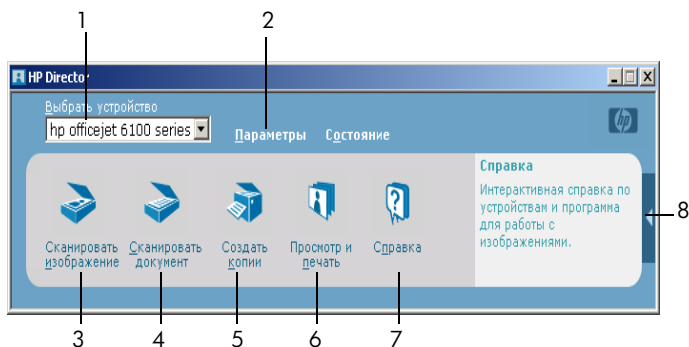 1
2
HP Director
Выбрать устройство
hp officejet 6100 series
Параметры
Состояние
hp
Сканировать
изображение
Сканировать
документ
Создать
копии
Просмотр и
печать
Справка
Справка
Интерактивная справка по
устройствам и программа
для работы с
изображениями.
8
3
4
5
6
7